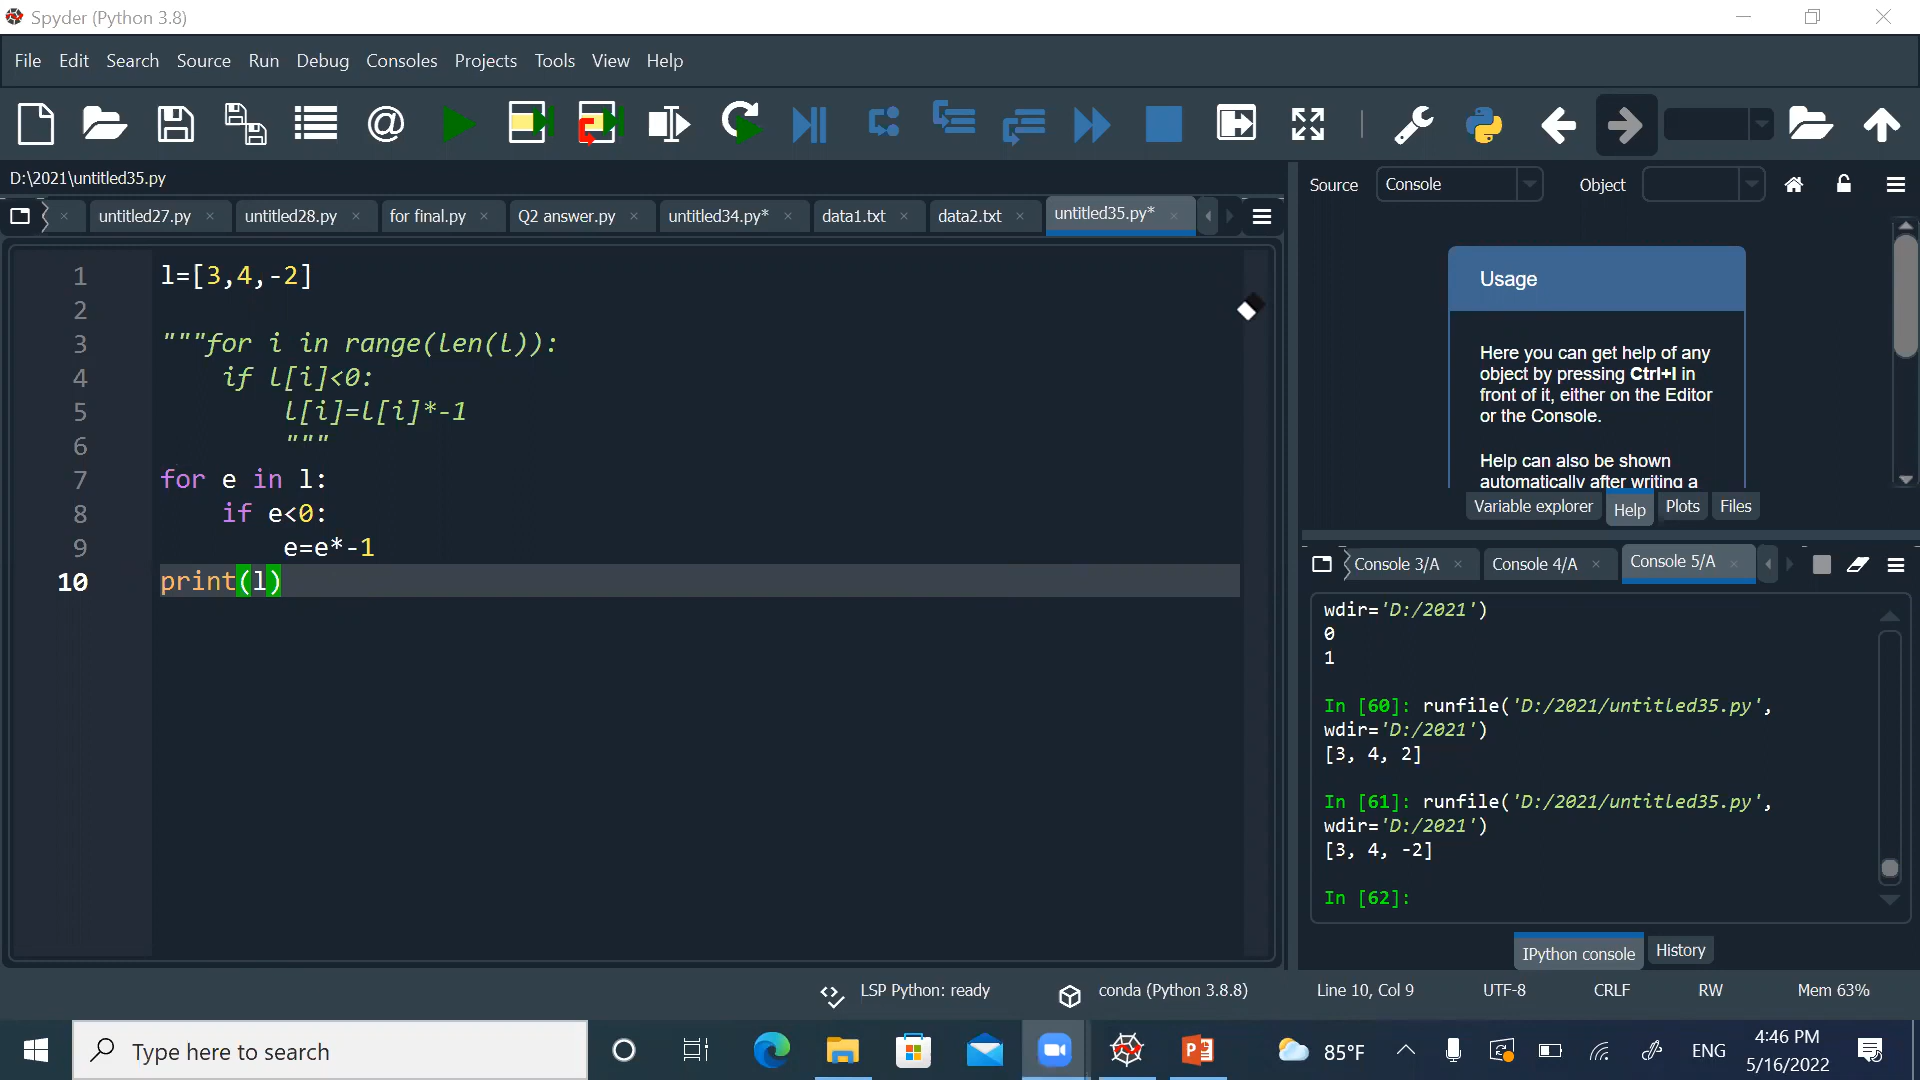 Spyder (Python 3.8)
File Edit Search Source Run Debug Consoles Projects Tools View Help
D:\2021\untitled35.py
untitled27.py untitled28.py for final.py Q2 answer.py untitled34.py* data1.txt data2.txt untitled35.py*
1 l=[3,4,-2]
2
3 """for i in range(len(l)):
4 if l[i]<0:
5 l[i]=l[i]*-1
6 """
7 for e in l:
8 if e<0:
9 e=e*-1
10 print(l)
Source Console Object
Usage
Here you can get help of any
object by pressing Ctrl+I in
front of it, either on the Editor
or the Console.
Help can also be shown
automatically after writing a
Variable explorer Help Plots Files
Console 3/A Console 4/A Console 5/A
wdir='D:/2021')
0
1
In [60]: runfile('D:/2021/untitled35.py',
wdir='D:/2021')
[3, 4, 2]
In [61]: runfile('D:/2021/untitled35.py',
wdir='D:/2021')
[3, 4, -2]
In [62]:
IPython console History
LSP Python: ready conda (Python 3.8.8) Line 10, Col 9 UTF-8 CRLF RW Mem 63%
Type here to search
85°F ENG 4:46 PM
5/16/2022